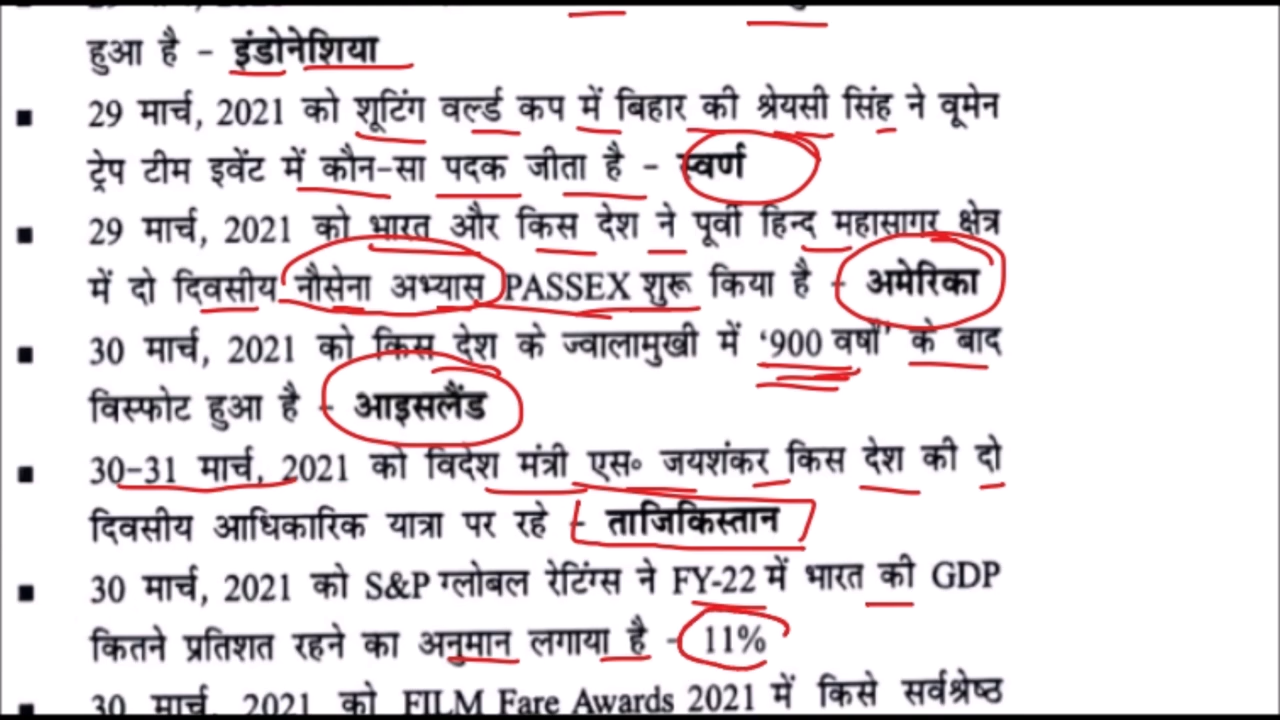 हुआ है - इंडोनेशिया
▪ 29 मार्च, 2021 को शूटिंग वर्ल्ड कप में बिहार की श्रेयसी सिंह ने वूमेन
ट्रेप टीम इवेंट में कौन-सा पदक जीता है - स्वर्ण
▪ 29 मार्च, 2021 को भारत और किस देश ने पूर्वी हिन्द महासागर क्षेत्र
में दो दिवसीय नौसेना अभ्यास PASSEX शुरू किया है - अमेरिका
▪ 30 मार्च, 2021 को किस देश के ज्वालामुखी में ‘900 वर्षों’ के बाद
विस्फोट हुआ है - आइसलैंड
▪ 30-31 मार्च, 2021 को विदेश मंत्री एस॰ जयशंकर किस देश की दो
दिवसीय आधिकारिक यात्रा पर रहे - ताजिकिस्तान
▪ 30 मार्च, 2021 को S&P ग्लोबल रेटिंग्स ने FY-22 में भारत की GDP
कितने प्रतिशत रहने का अनुमान लगाया है - 11%
▪ 30 मार्च, 2021 को FILM Fare Awards 2021 में किसे सर्वश्रेष्ठ